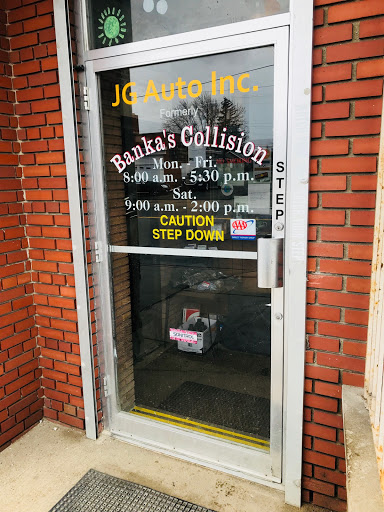 JG Auto Inc.
Formerly
Banka's Collision
Mon. - Fri.
8:00 a.m. - 5:30 p.m.
Sat.
9:00 a.m. - 2:00 p.m.
CAUTION
STEP DOWN
AAA
STEP